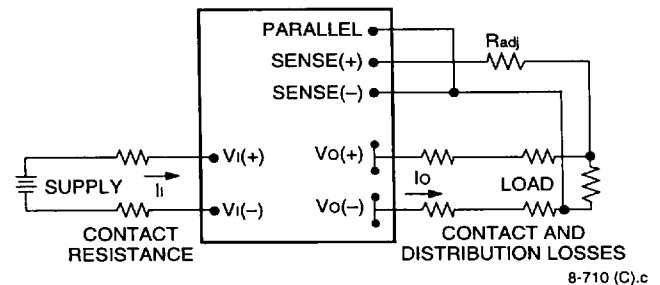 PARALLEL
SENSE(+)
SENSE(–)
Radj
VI(+)
VO(+)
IO
SUPPLY
II
LOAD
VI(–)
VO(–)
CONTACT
RESISTANCE
CONTACT AND
DISTRIBUTION LOSSES
8-710 (C).c